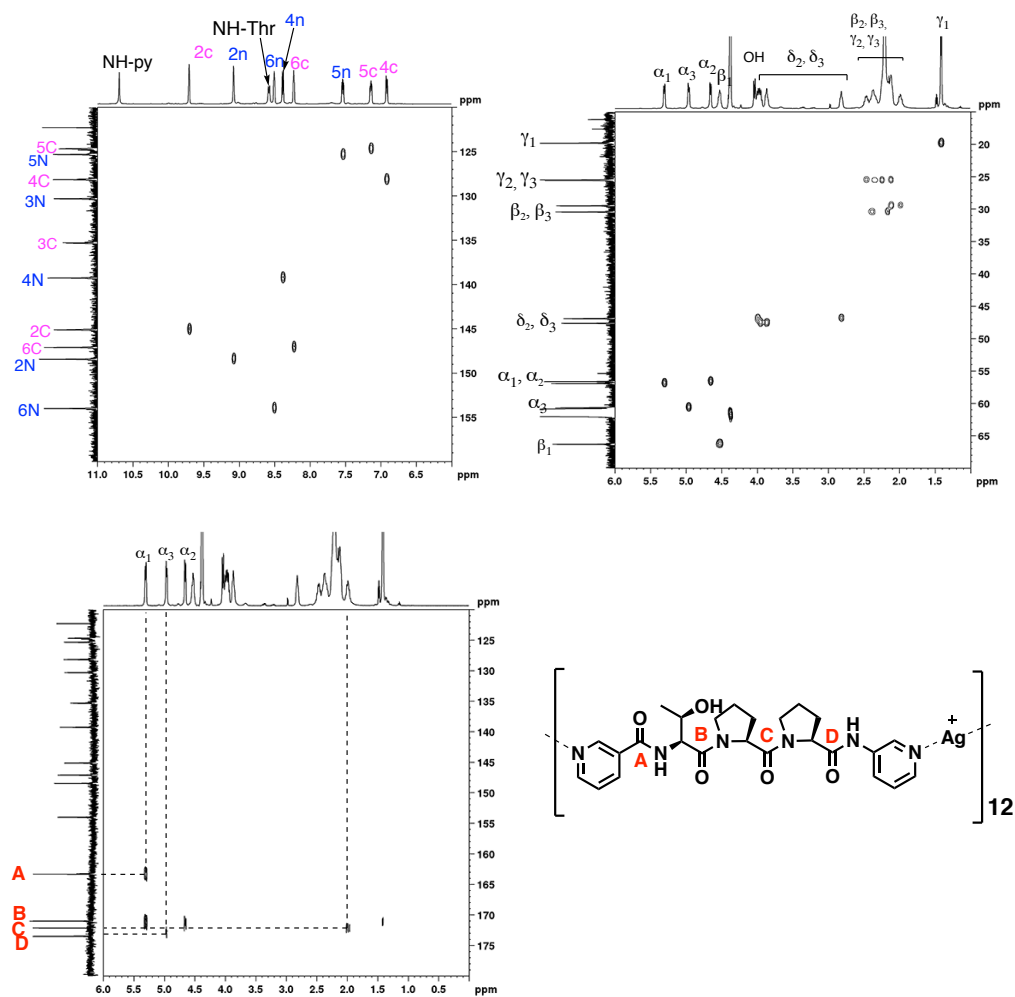 NH-py
2c
2n
NH-Thr
6n
4n
6c
5n
5c
4c
ppm
5C
5N
4C
3N
3C
4N
2C
6C
2N
6N
125
130
135
140
145
150
155
11.0 10.5 10.0 9.5 9.0 8.5 8.0 7.5 7.0 6.5 ppm
α1
α3
α2
β
OH
δ2, δ3
β2, β3,
γ2, γ3
γ1
ppm
γ1
γ2, γ3
β2, β3
δ2, δ3
α1, α2
α3
β1
20
25
30
35
40
45
50
55
60
65
6.0 5.5 5.0 4.5 4.0 3.5 3.0 2.5 2.0 1.5 ppm
α1
α3
α2
ppm
A
B
C
D
125
130
135
140
145
150
155
160
165
170
175
6.0 5.5 5.0 4.5 4.0 3.5 3.0 2.5 2.0 1.5 1.0 0.5 ppm
OH
O
B
C
D
H
N
+
Ag
N
A
N
H
O
N
O
N
O
N
12